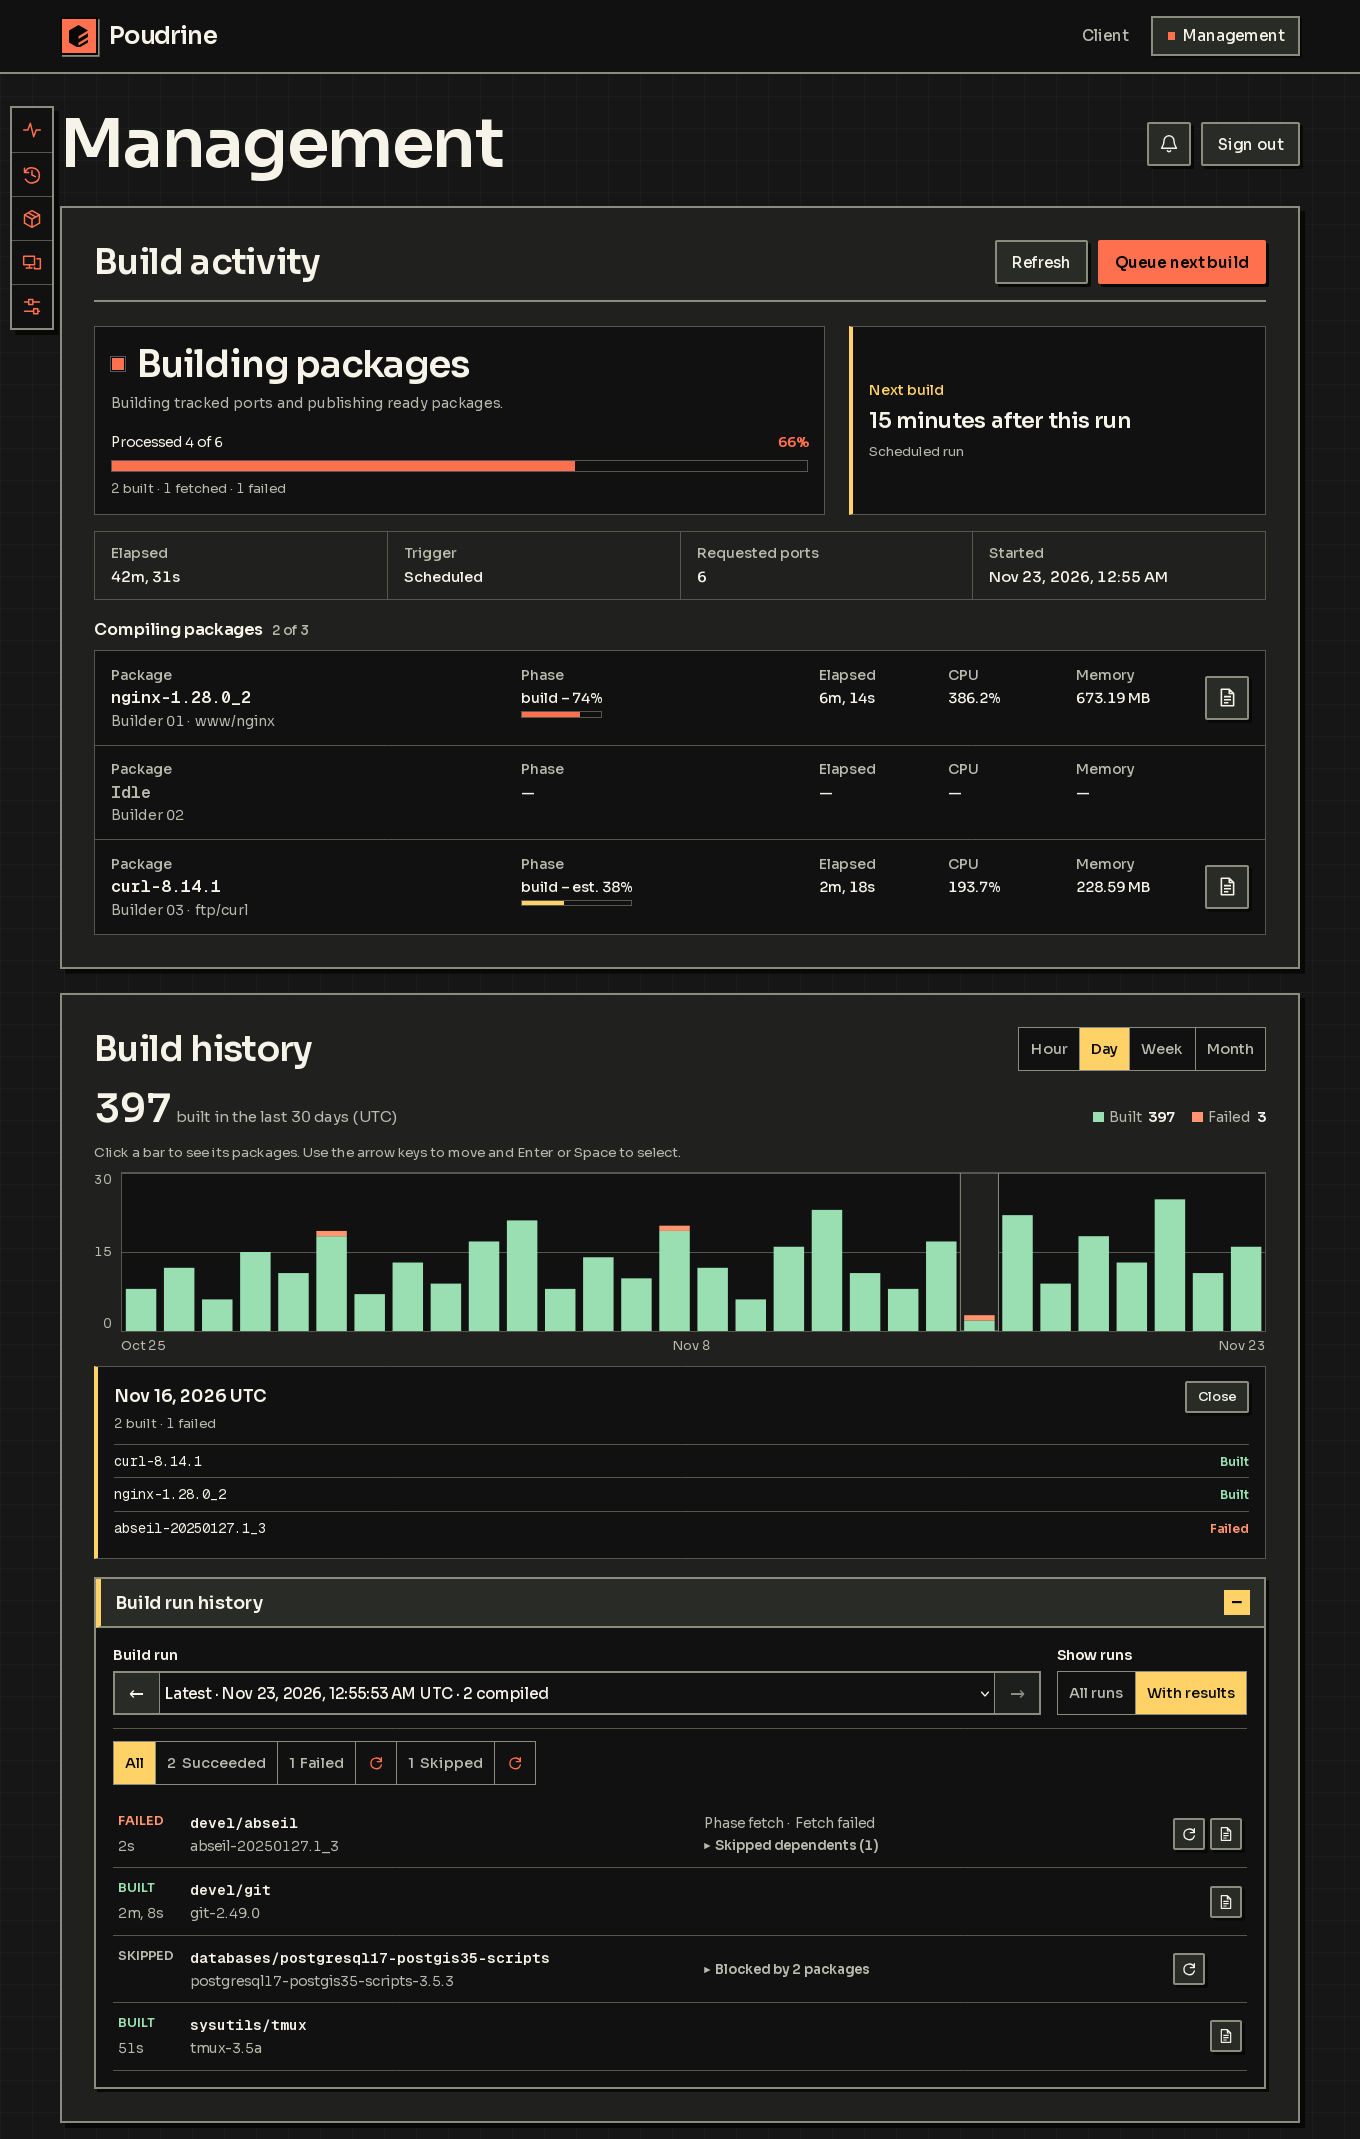 Poudrine
Client
Management
Management
Sign out
Build activity
Refresh
Queue next build
Building packages
Building tracked ports and publishing ready packages.
Processed 4 of 6
66%
2 built · 1 fetched · 1 failed
Next build
15 minutes after this run
Scheduled run
Elapsed
42m, 31s
Trigger
Scheduled
Requested ports
6
Started
Nov 23, 2026, 12:55 AM
Compiling packages 2 of 3
Package Phase Elapsed CPU Memory
nginx-1.28.0_2 build – 74% 6m, 14s 386.2% 673.19 MB
Builder 01 · www/nginx
Package Phase Elapsed CPU Memory
Idle — — — —
Builder 02
Package Phase Elapsed CPU Memory
curl-8.14.1 build – est. 38% 2m, 18s 193.7% 228.59 MB
Builder 03 · ftp/curl
Build history
Hour Day Week Month
397 built in the last 30 days (UTC)
Built 397 Failed 3
Click a bar to see its packages. Use the arrow keys to move and Enter or Space to select.
30
15
0
Oct 25 Nov 8 Nov 23
Nov 16, 2026 UTC
Close
2 built · 1 failed
curl-8.14.1 Built
nginx-1.28.0_2 Built
abseil-20250127.1_3 Failed
Build run history
Build run
Show runs
← Latest · Nov 23, 2026, 12:55:53 AM UTC · 2 compiled →
All runs With results
All 2 Succeeded 1 Failed 1 Skipped
FAILED devel/abseil Phase fetch · Fetch failed
2s abseil-20250127.1_3 ▸ Skipped dependents (1)
BUILT devel/git
2m, 8s git-2.49.0
SKIPPED databases/postgresql17-postgis35-scripts
postgresql17-postgis35-scripts-3.5.3
▸ Blocked by 2 packages
BUILT sysutils/tmux
51s tmux-3.5a